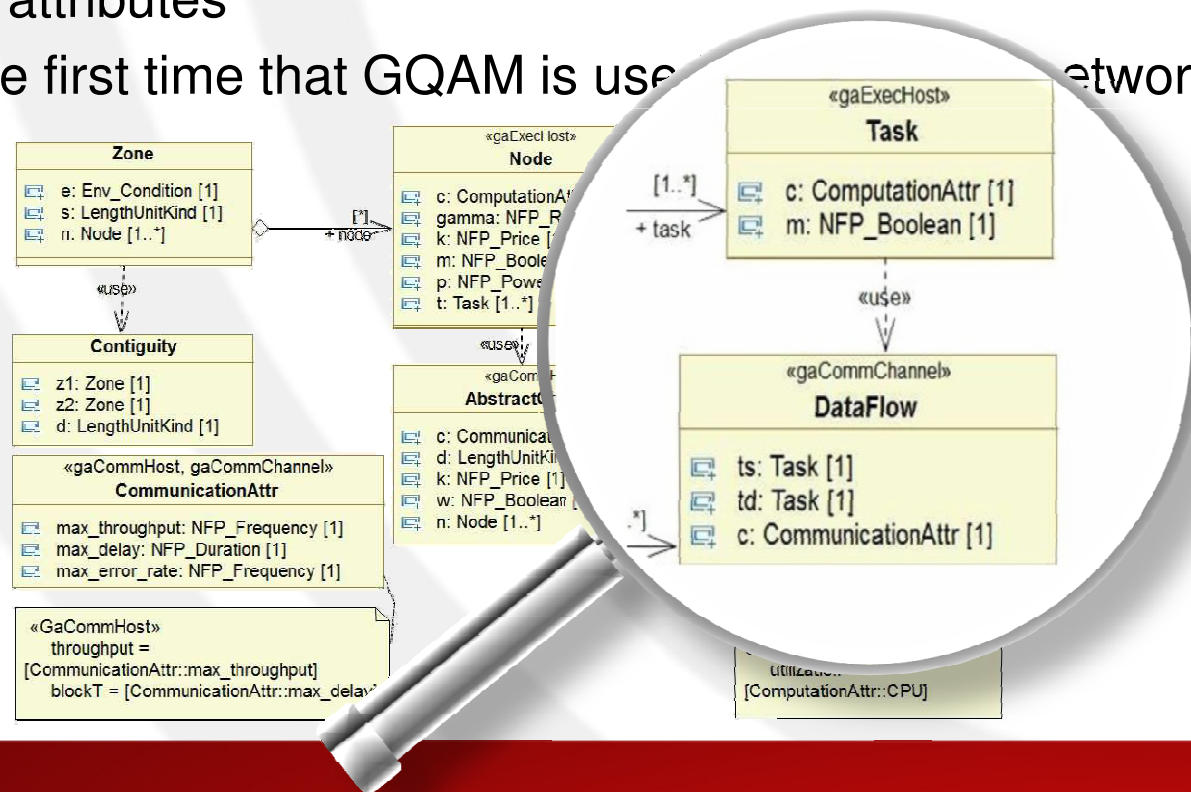 attributes
e first time that GQAM is use
etwor
Zone
e: Env_Condition [1]
s: LengthUnitKind [1]
n: Node [1..*]
«use»
Contiguity
z1: Zone [1]
z2: Zone [1]
d: LengthUnitKind [1]
«gaCommHost, gaCommChannel»
CommunicationAttr
max_throughput: NFP_Frequency [1]
max_delay: NFP_Duration [1]
max_error_rate: NFP_Frequency [1]
«GaCommHost»
throughput =
[CommunicationAttr::max_throughput]
blockT = [CommunicationAttr::max_delay]
[*]
+ node
«gaExecHost»
Node
c: ComputationAt
gamma: NFP_R
k: NFP_Price [
m: NFP_Boole
p: NFP_Powe
t: Task [1..*]
«use»
«gaCom
AbstractC
c: Communicat
d: LengthUnitKi
k: NFP_Price [1]
w: NFP_Boolean [
n: Node [1..*]
[1..*]
+ task
«gaExecHost»
Task
c: ComputationAttr [1]
m: NFP_Boolean [1]
«use»
.*]
«gaCommChannel»
DataFlow
ts: Task [1]
td: Task [1]
c: CommunicationAttr [1]
utilization
[ComputationAttr::CPU]